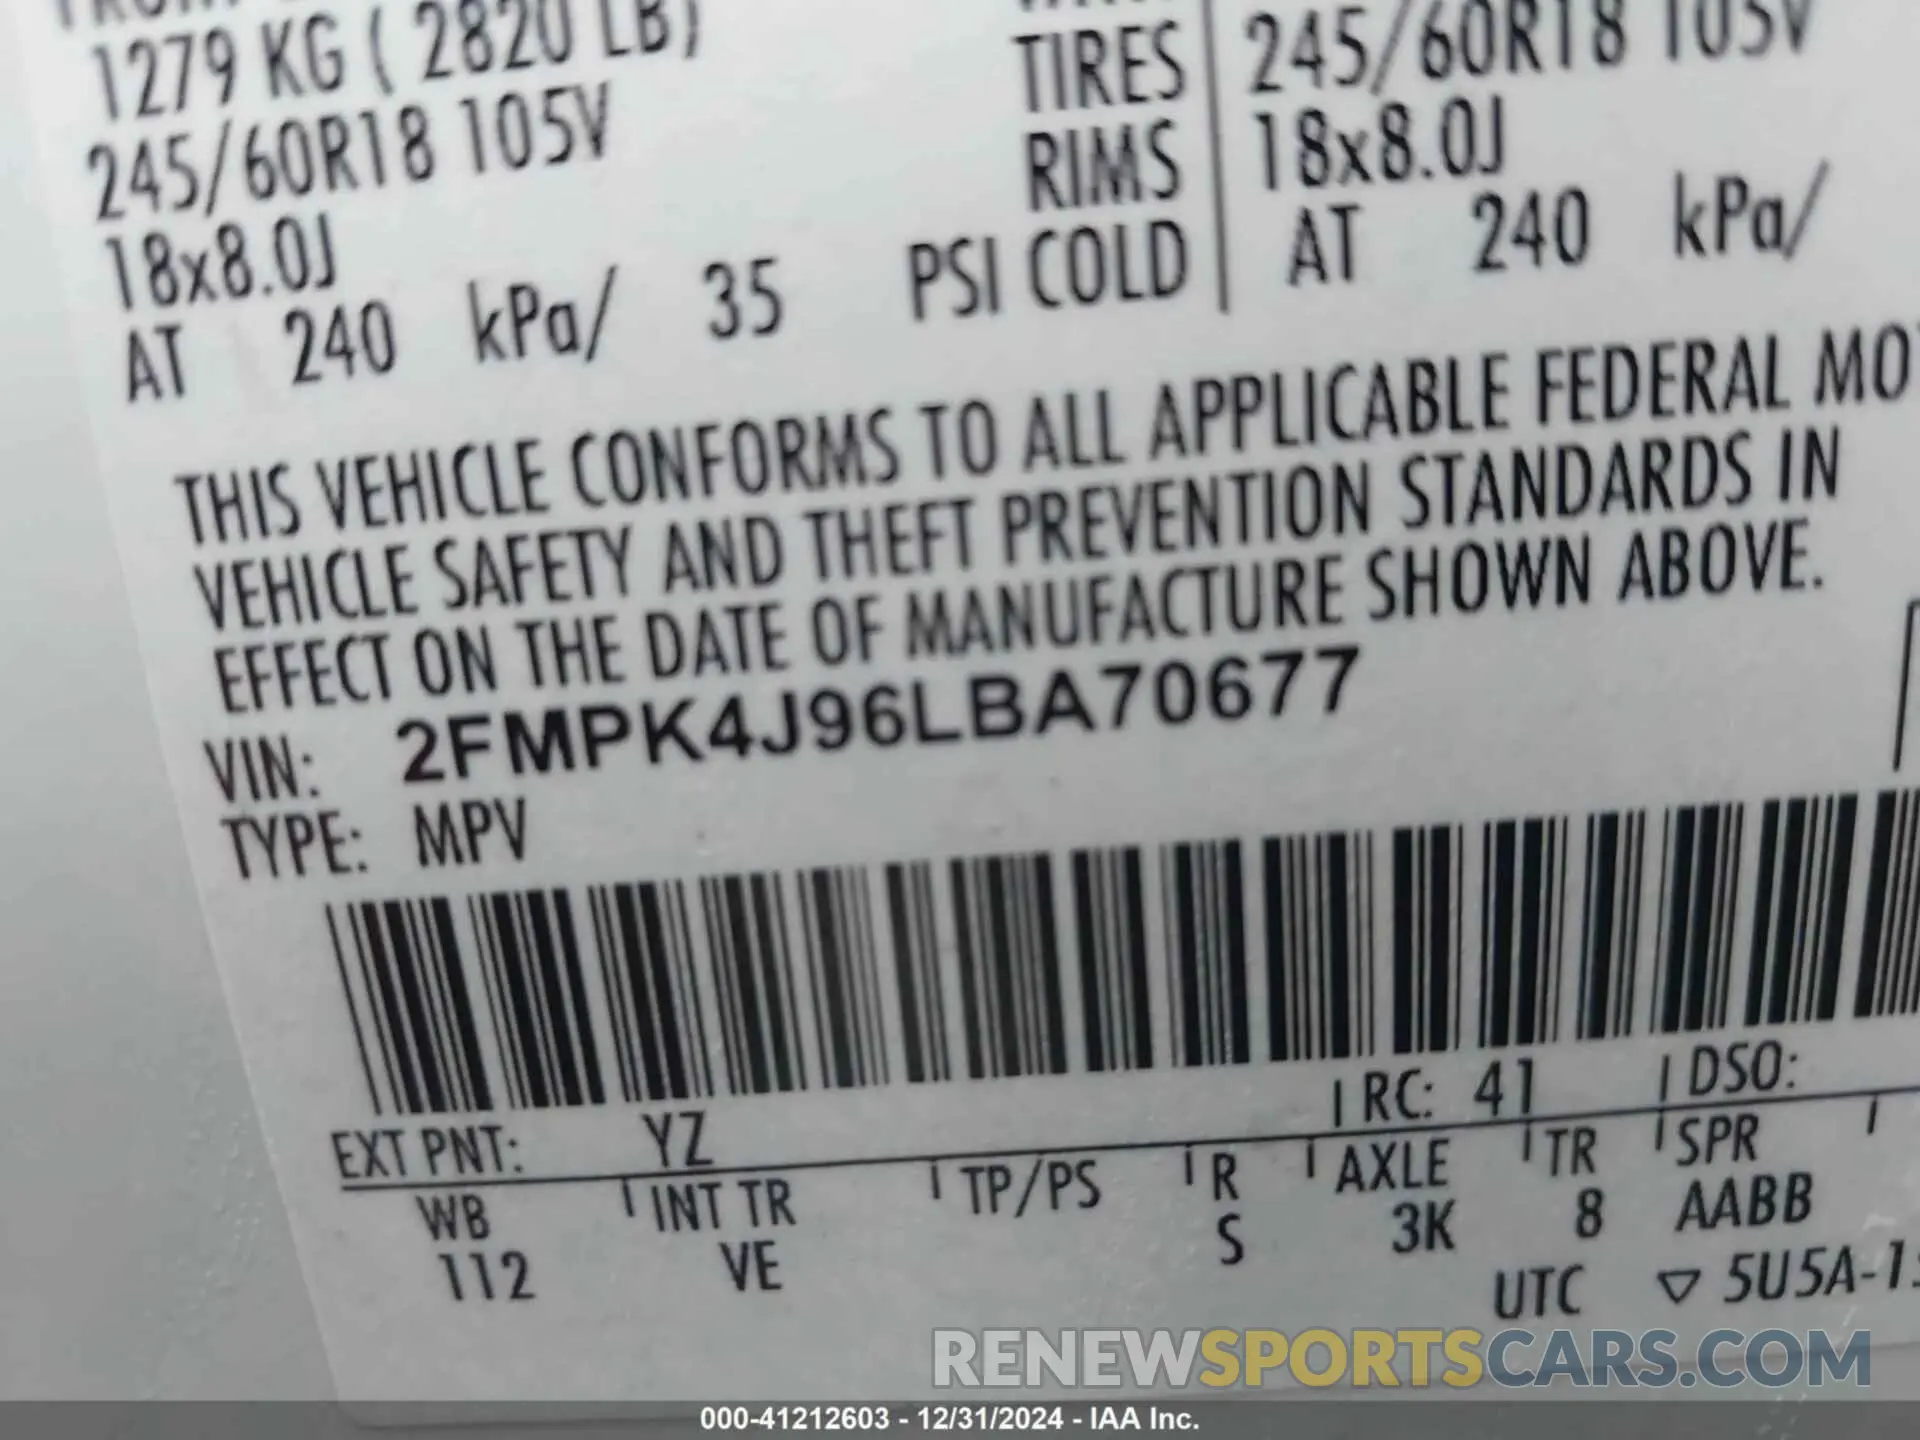 1279 KG ( 2820 LB)
245/60R18 105V TIRES 245/60R18 105V
18x8.0J RIMS 18x8.0J
AT 240 kPa/ 35 PSI COLD AT 240 kPa/
THIS VEHICLE CONFORMS TO ALL APPLICABLE FEDERAL MO
VEHICLE SAFETY AND THEFT PREVENTION STANDARDS IN
EFFECT ON THE DATE OF MANUFACTURE SHOWN ABOVE.
VIN: 2FMPK4J96LBA70677
TYPE: MPV
EXT PNT: YZ RC: 41 DSO:
WB INT TR TP/PS R AXLE TR SPR
112 VE S 3K 8 AABB
UTC ▽ 5U5A-1
RENEWSPORTSCARS.COM
000-41212603 - 12/31/2024 - IAA Inc.